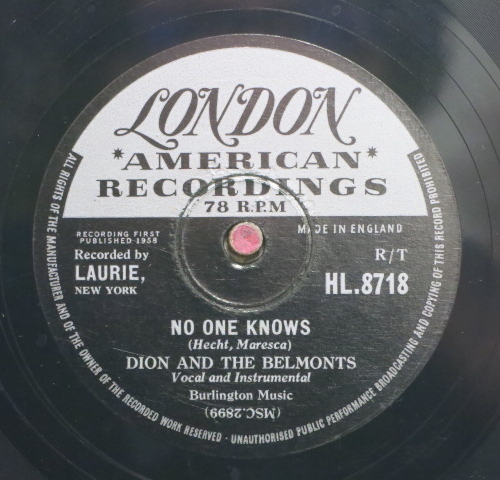 LONDON
*AMERICAN*
RECORDINGS
78 R.P.M
RECORDING FIRST
PUBLISHED 1958
MADE IN ENGLAND
Recorded by
LAURIE,
NEW YORK
R/T
HL.8718
NO ONE KNOWS
(Hecht, Maresca)
DION AND THE BELMONTS
Vocal and Instrumental
Burlington Music
(MSC.2899)
ALL RIGHTS OF THE MANUFACTURER AND OF THE OWNER OF THE RECORDED WORK RESERVED · UNAUTHORISED PUBLIC PERFORMANCE BROADCASTING AND COPYING OF THIS RECORD PROHIBITED